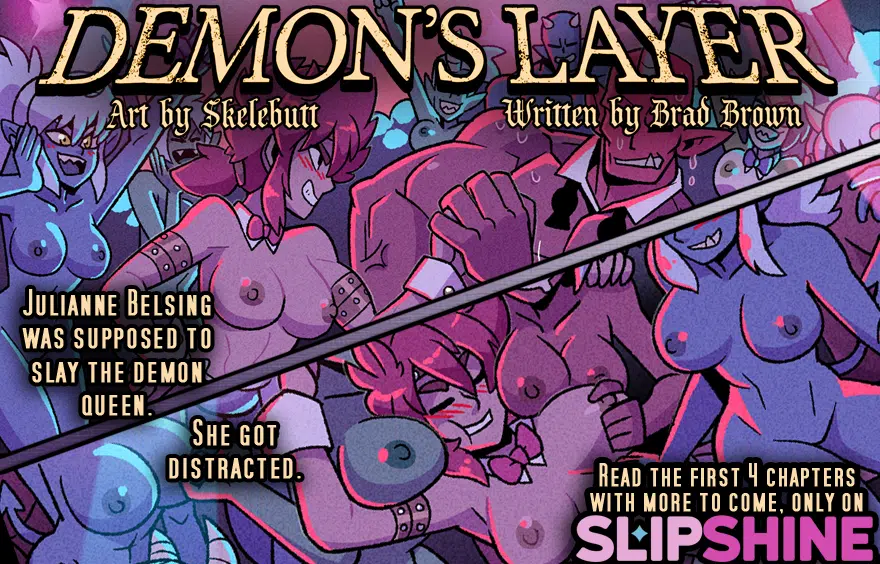 DEMON'S LAYER
Art by Skelebutt
Written by Brad Brown
JULIANNE BELSING
WAS SUPPOSED TO
SLAY THE DEMON
QUEEN.
SHE GOT
DISTRACTED.
READ THE FIRST 4 CHAPTERS
WITH MORE TO COME, ONLY ON
SLIPSHINE